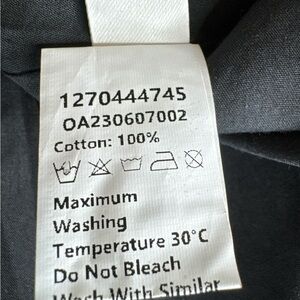 1270444745
OA230607002
Cotton: 100%
Maximum
Washing
Temperature 30°C
Do Not Bleach
Wash With Similar